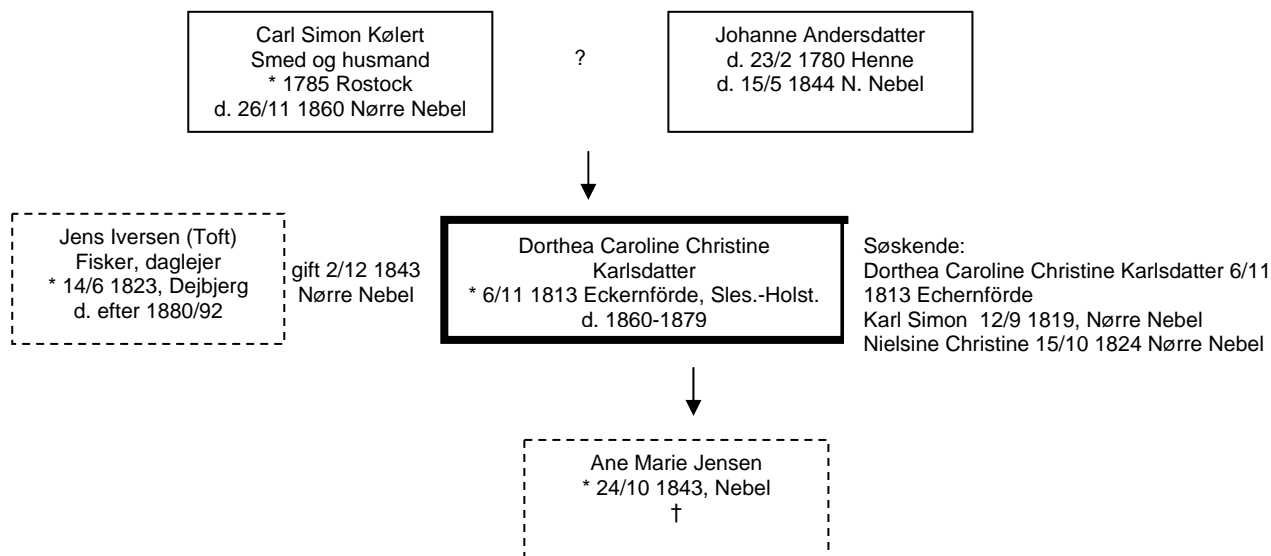 Carl Simon Kølert
Smed og husmand
* 1785 Rostock
d. 26/11 1860 Nørre Nebel
?
Johanne Andersdatter
d. 23/2 1780 Henne
d. 15/5 1844 N. Nebel
Jens Iversen (Toft)
Fisker, daglejer
* 14/6 1823, Dejbjerg
d. efter 1880/92
gift 2/12 1843
Nørre Nebel
Dorthea Caroline Christine
Karlsdatter
* 6/11 1813 Eckernförde, Sles.-Holst.
d. 1860-1879
Søskende:
Dorthea Caroline Christine Karlsdatter 6/11
1813 Echernförde
Karl Simon 12/9 1819, Nørre Nebel
Nielsine Christine 15/10 1824 Nørre Nebel
Ane Marie Jensen
* 24/10 1843, Nebel
†